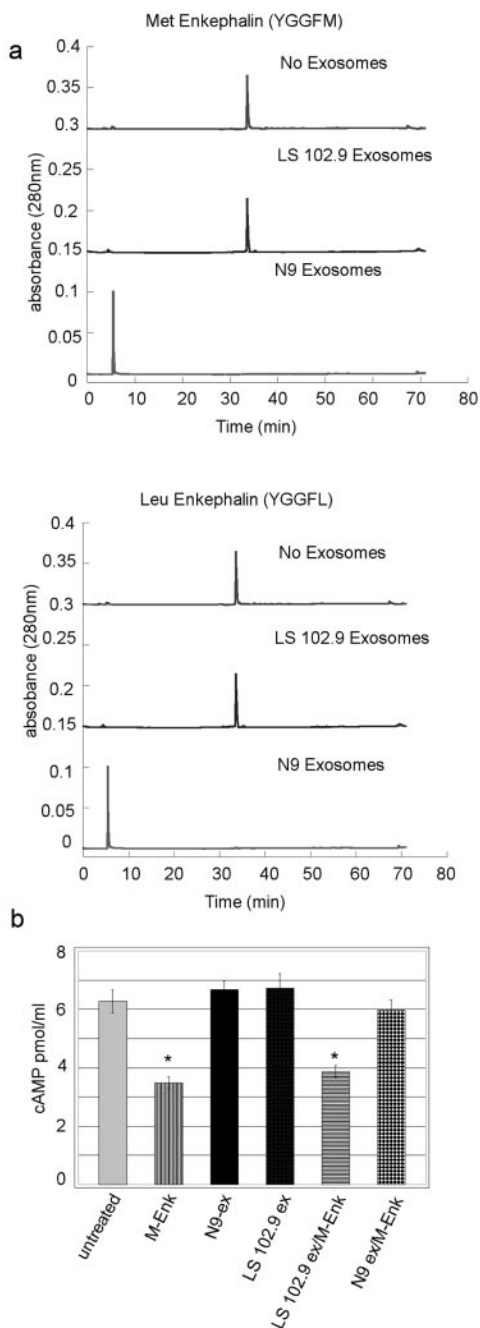 Met Enkephalin (YGGFM)
a
No Exosomes
LS 102.9 Exosomes
N9 Exosomes
absorbance (280nm)
0.4
0.35
0.3
0.25
0.2
0.15
0.1
0.05
0
0 10 20 30 40 50 60 70 80
Time (min)
Leu Enkephalin (YGGFL)
No Exosomes
LS 102.9 Exosomes
N9 Exosomes
absobance (280nm)
0.4
0.35
0.3
0.25
0.2
0.15
0.1
0.05
0
0 10 20 30 40 50 60 70 80
Time (min)
b
cAMP pmol/ml
8
6
4
2
0
*
*
untreated
M-Enk
N9-ex
LS 102.9 ex
LS 102.9 ex/M-Enk
N9 ex/M-Enk